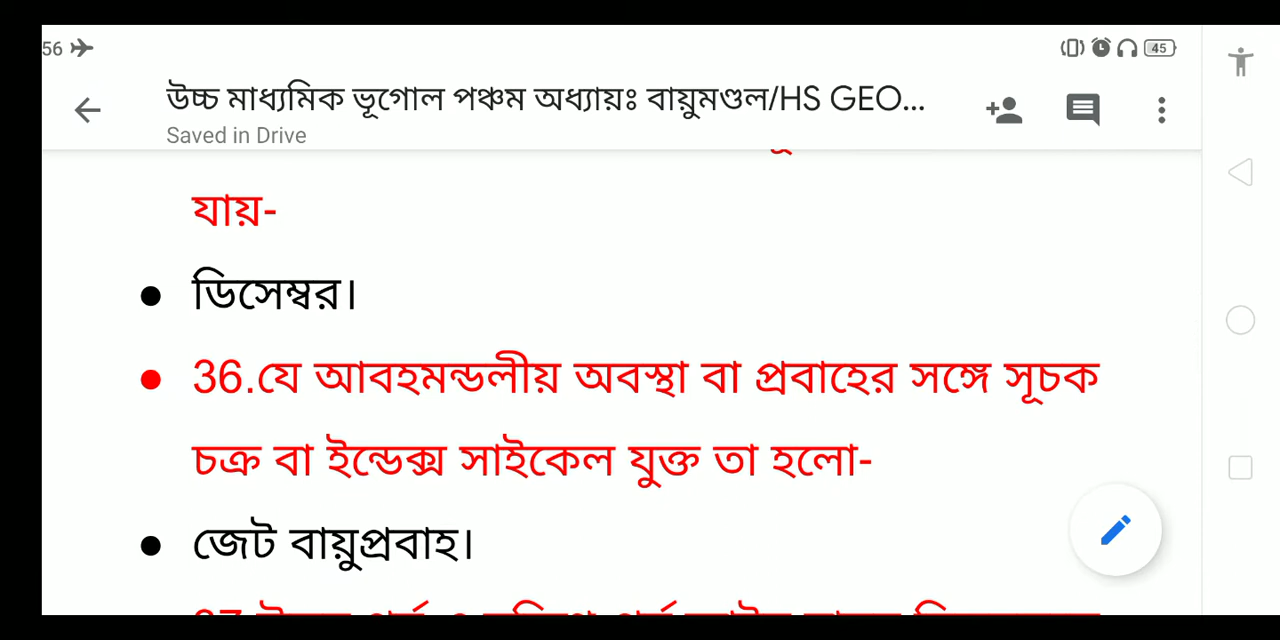 56
45
উচ্চ মাধ্যমিক ভূগোল পঞ্চম অধ্যায়ঃ বায়ুমণ্ডল/HS GEO...
Saved in Drive
যায়-
ডিসেম্বর।
36.যে আবহমন্ডলীয় অবস্থা বা প্রবাহের সঙ্গে সূচক
চক্র বা ইন্ডেক্স সাইকেল যুক্ত তা হলো-
জেট বায়ুপ্রবাহ।